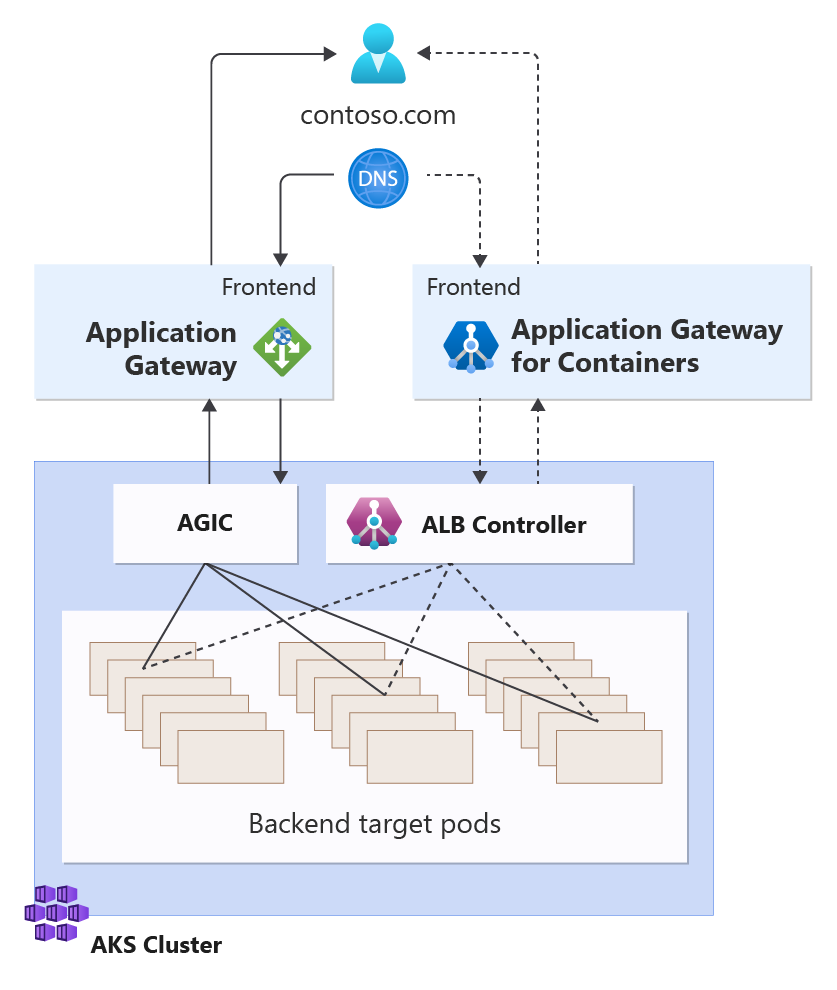 contoso.com
DNS
Frontend
Application
Gateway
Frontend
Application Gateway
for Containers
AGIC
ALB Controller
Backend target pods
AKS Cluster